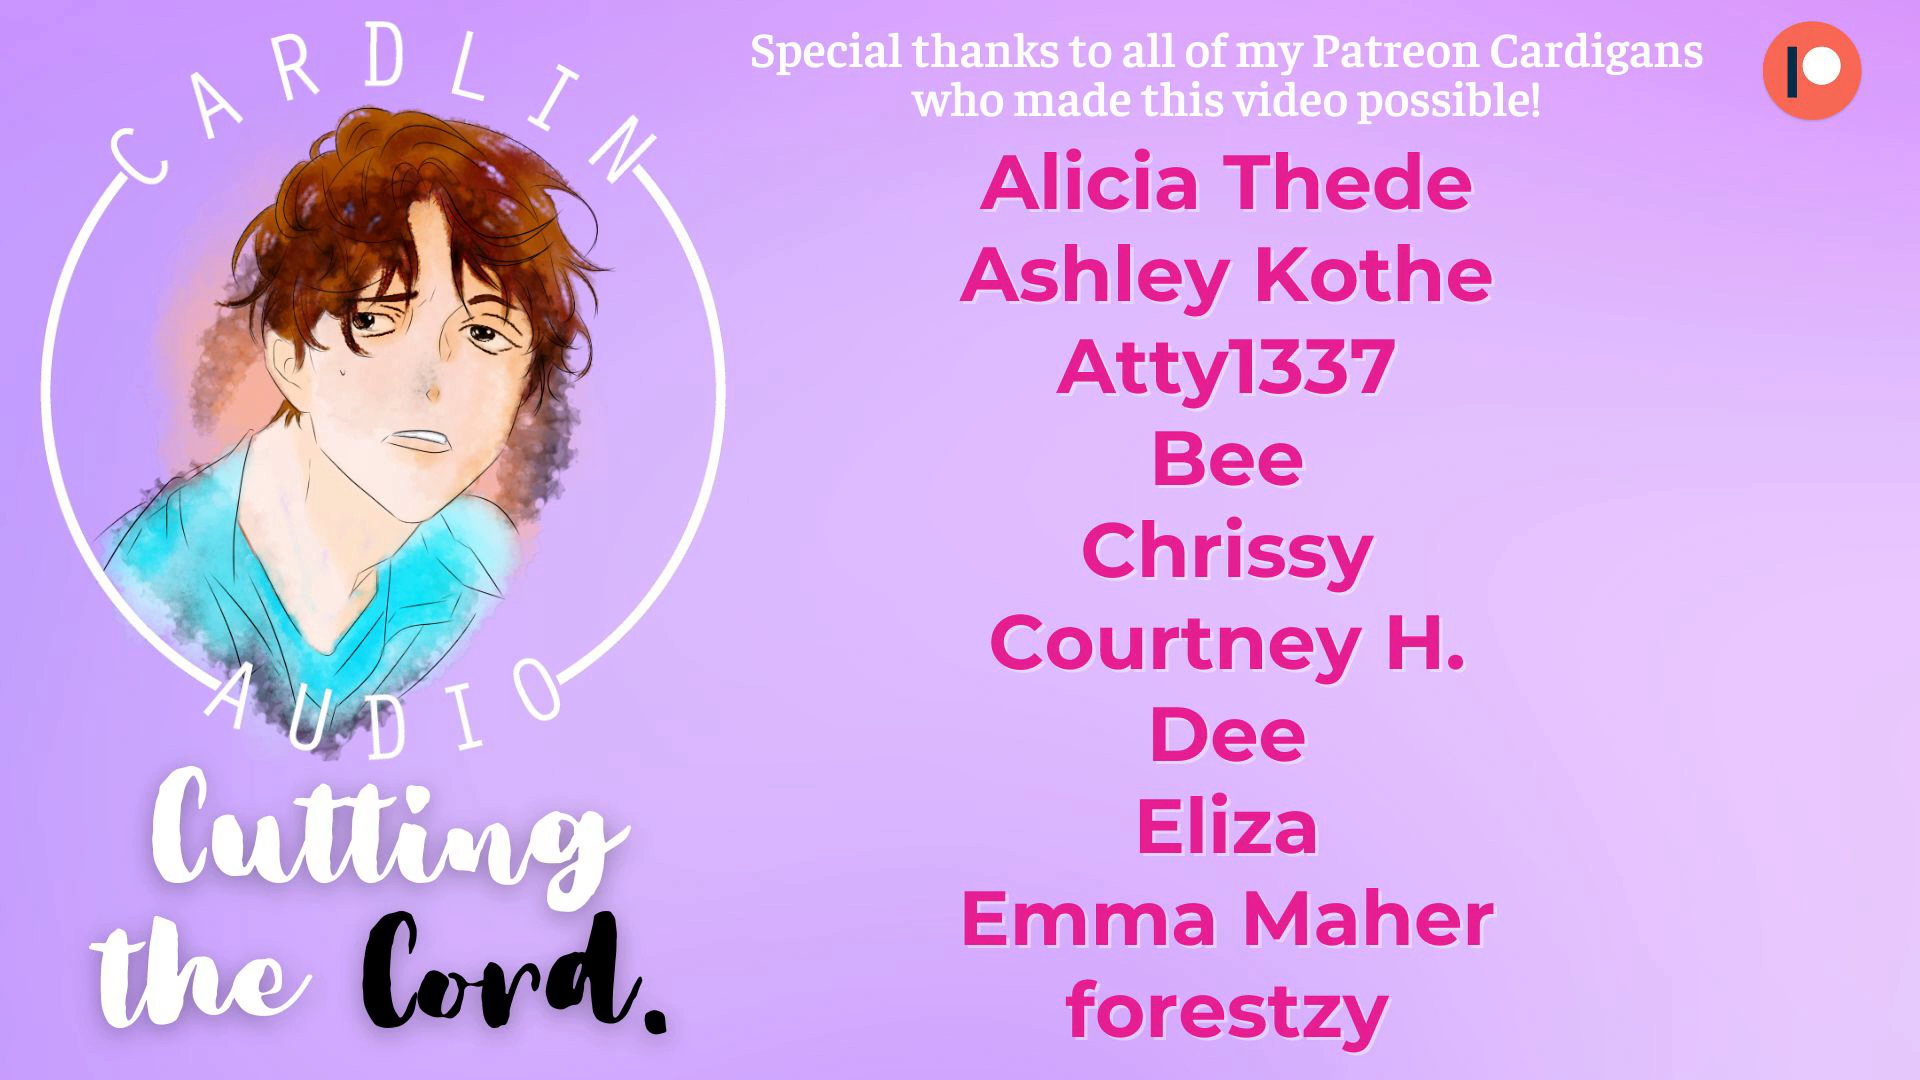 CARDLIN
AUDIO
Cutting
the Cord.
Special thanks to all of my Patreon Cardigans
who made this video possible!
Alicia Thede
Ashley Kothe
Atty1337
Bee
Chrissy
Courtney H.
Dee
Eliza
Emma Maher
forestzy